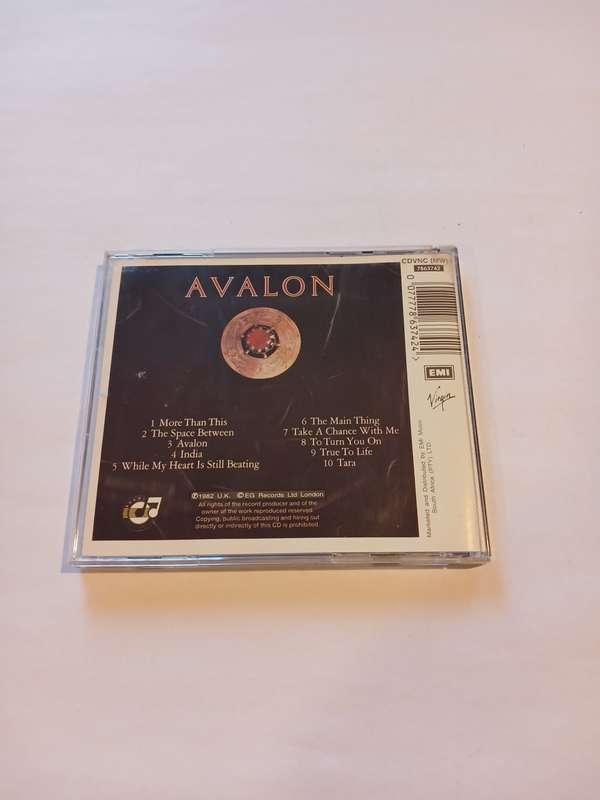 AVALON
1 More Than This
2 The Space Between
3 Avalon
4 India
5 While My Heart Is Still Beating
6 The Main Thing
7 Take A Chance With Me
8 To Turn You On
9 True To Life
10 Tara
℗1982 U.K. ©EG Records Ltd London
All rights of the record producer and of the
owner of the work reproduced reserved.
Copying, public broadcasting and hiring out
directly or indirectly of this CD is prohibited.
CDVNC (MW)
7863742
0 077778 637424 >
EMI
Virgin
Marketed and Distributed by EMI Music
South Africa (PTY) LTD.